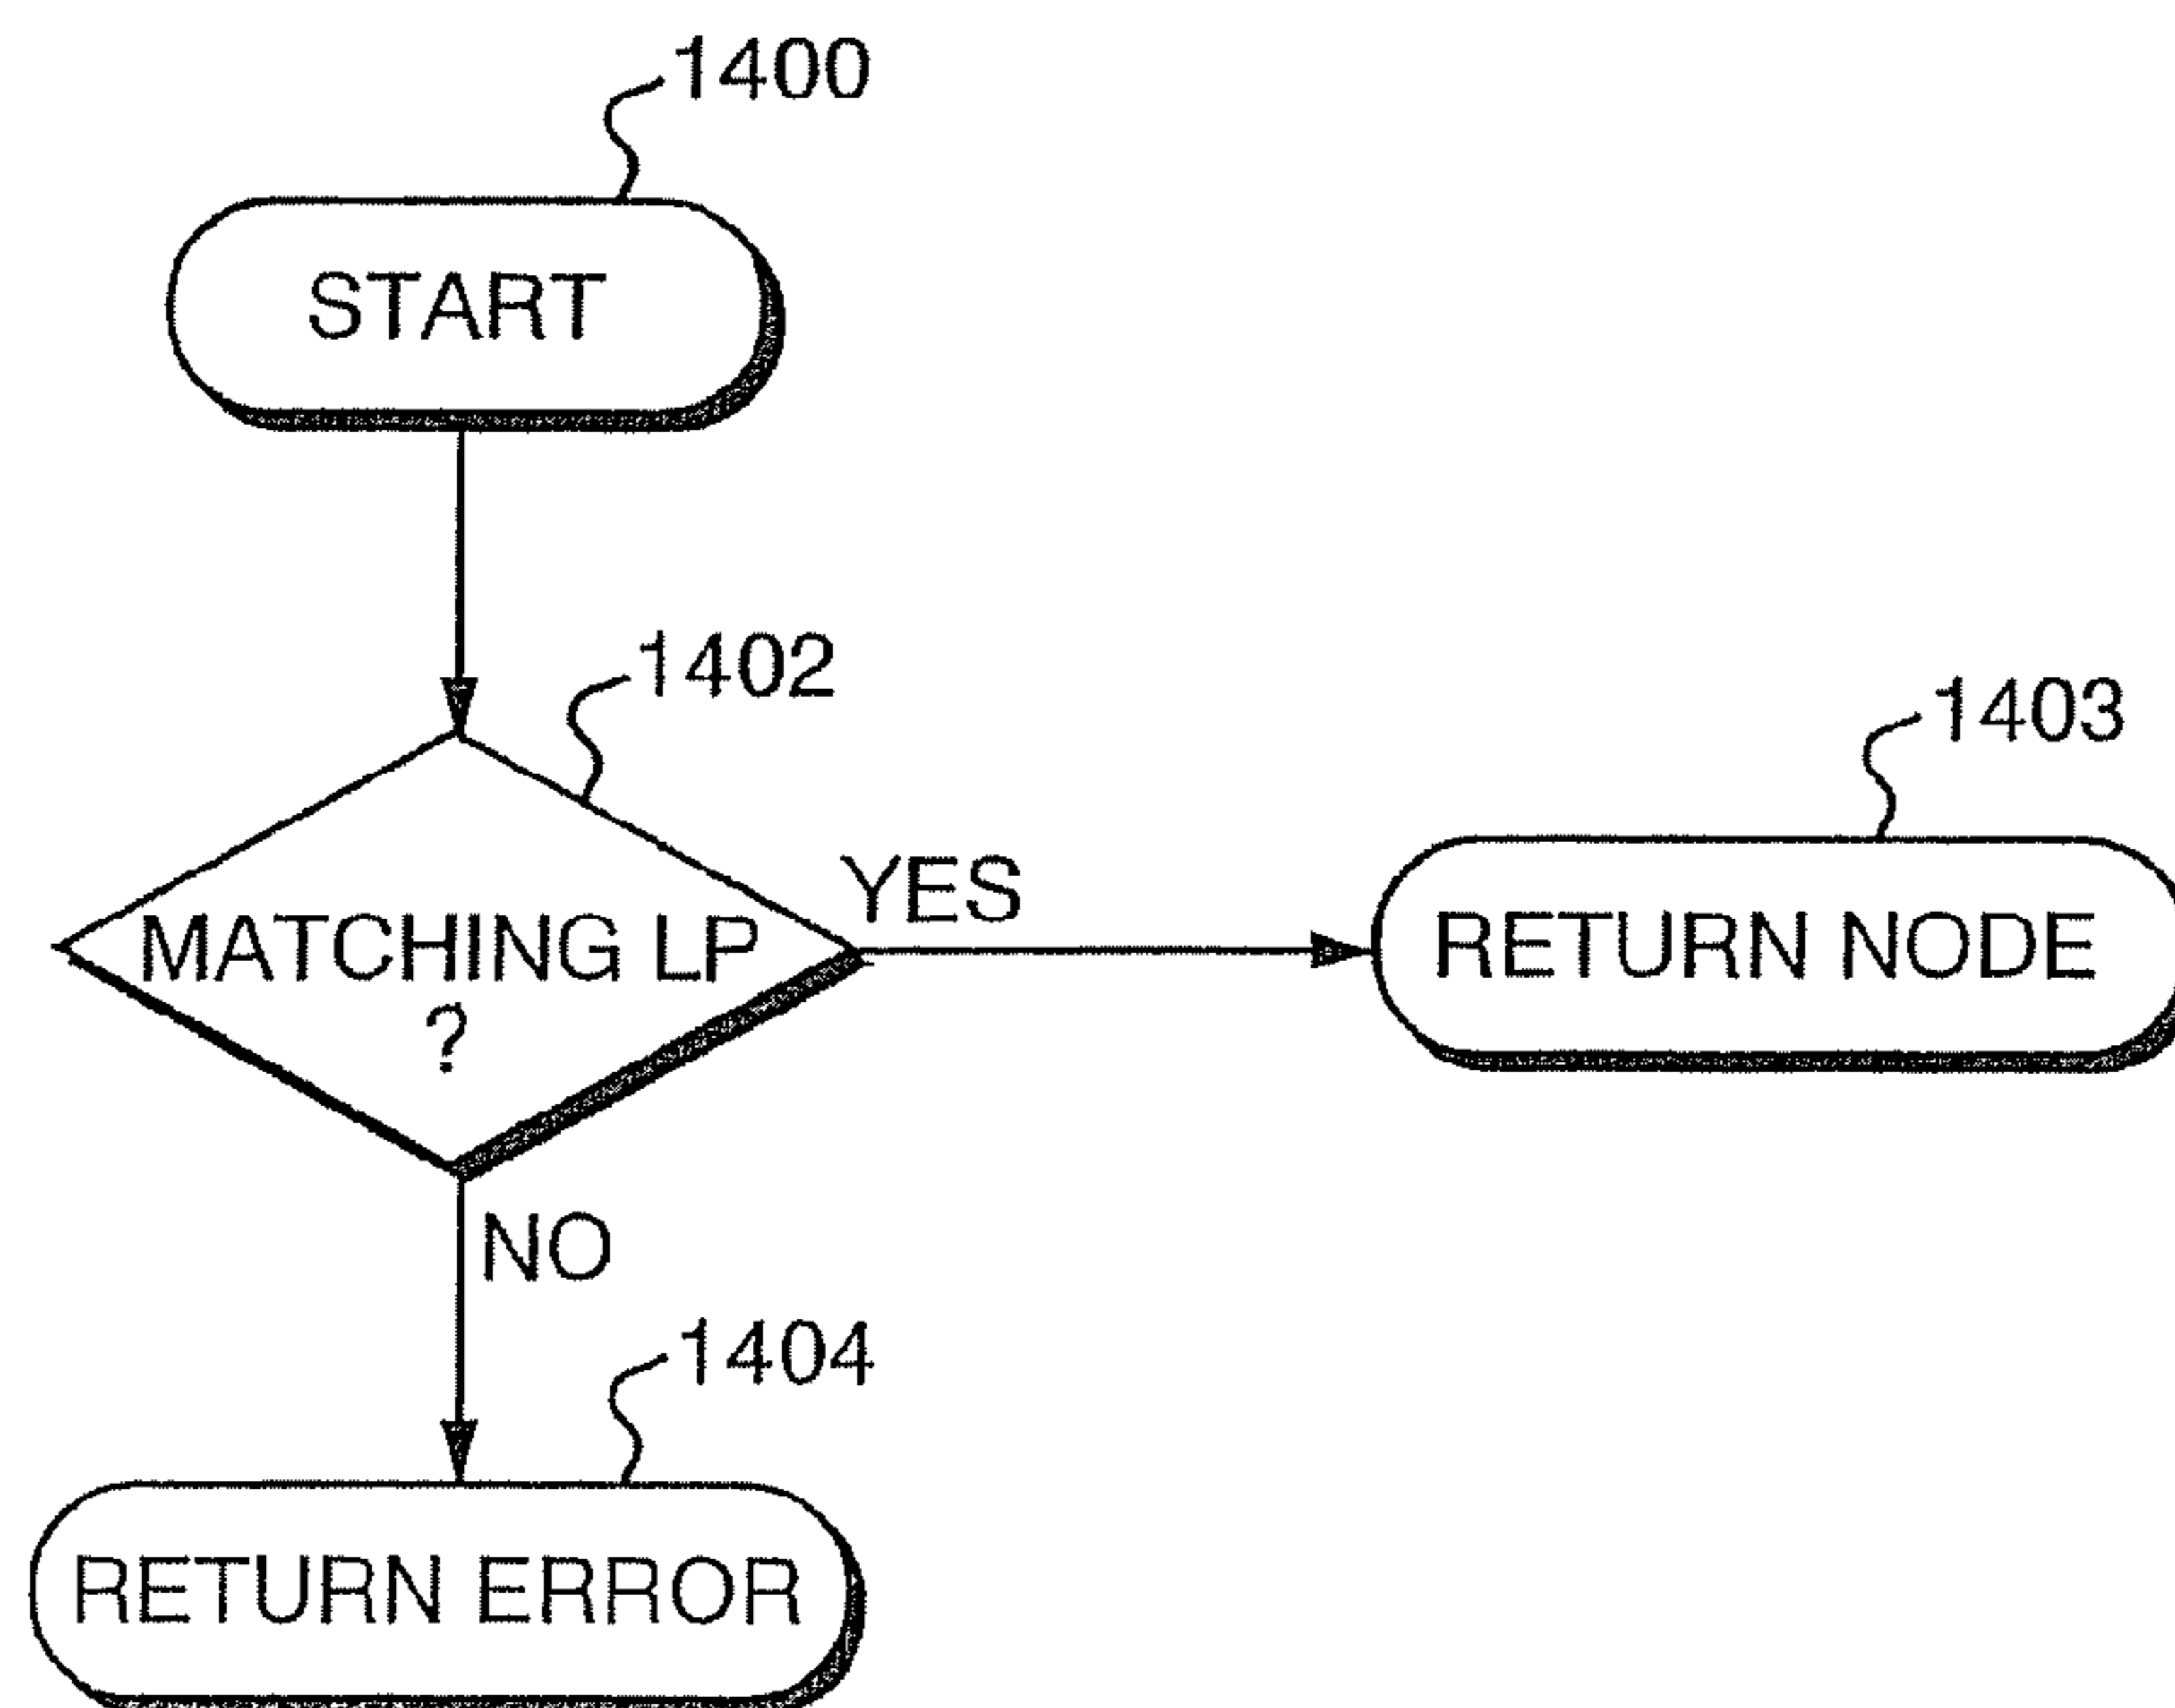 1400
START
1402
MATCHING LP
?
YES
1403
RETURN NODE
NO
1404
RETURN ERROR